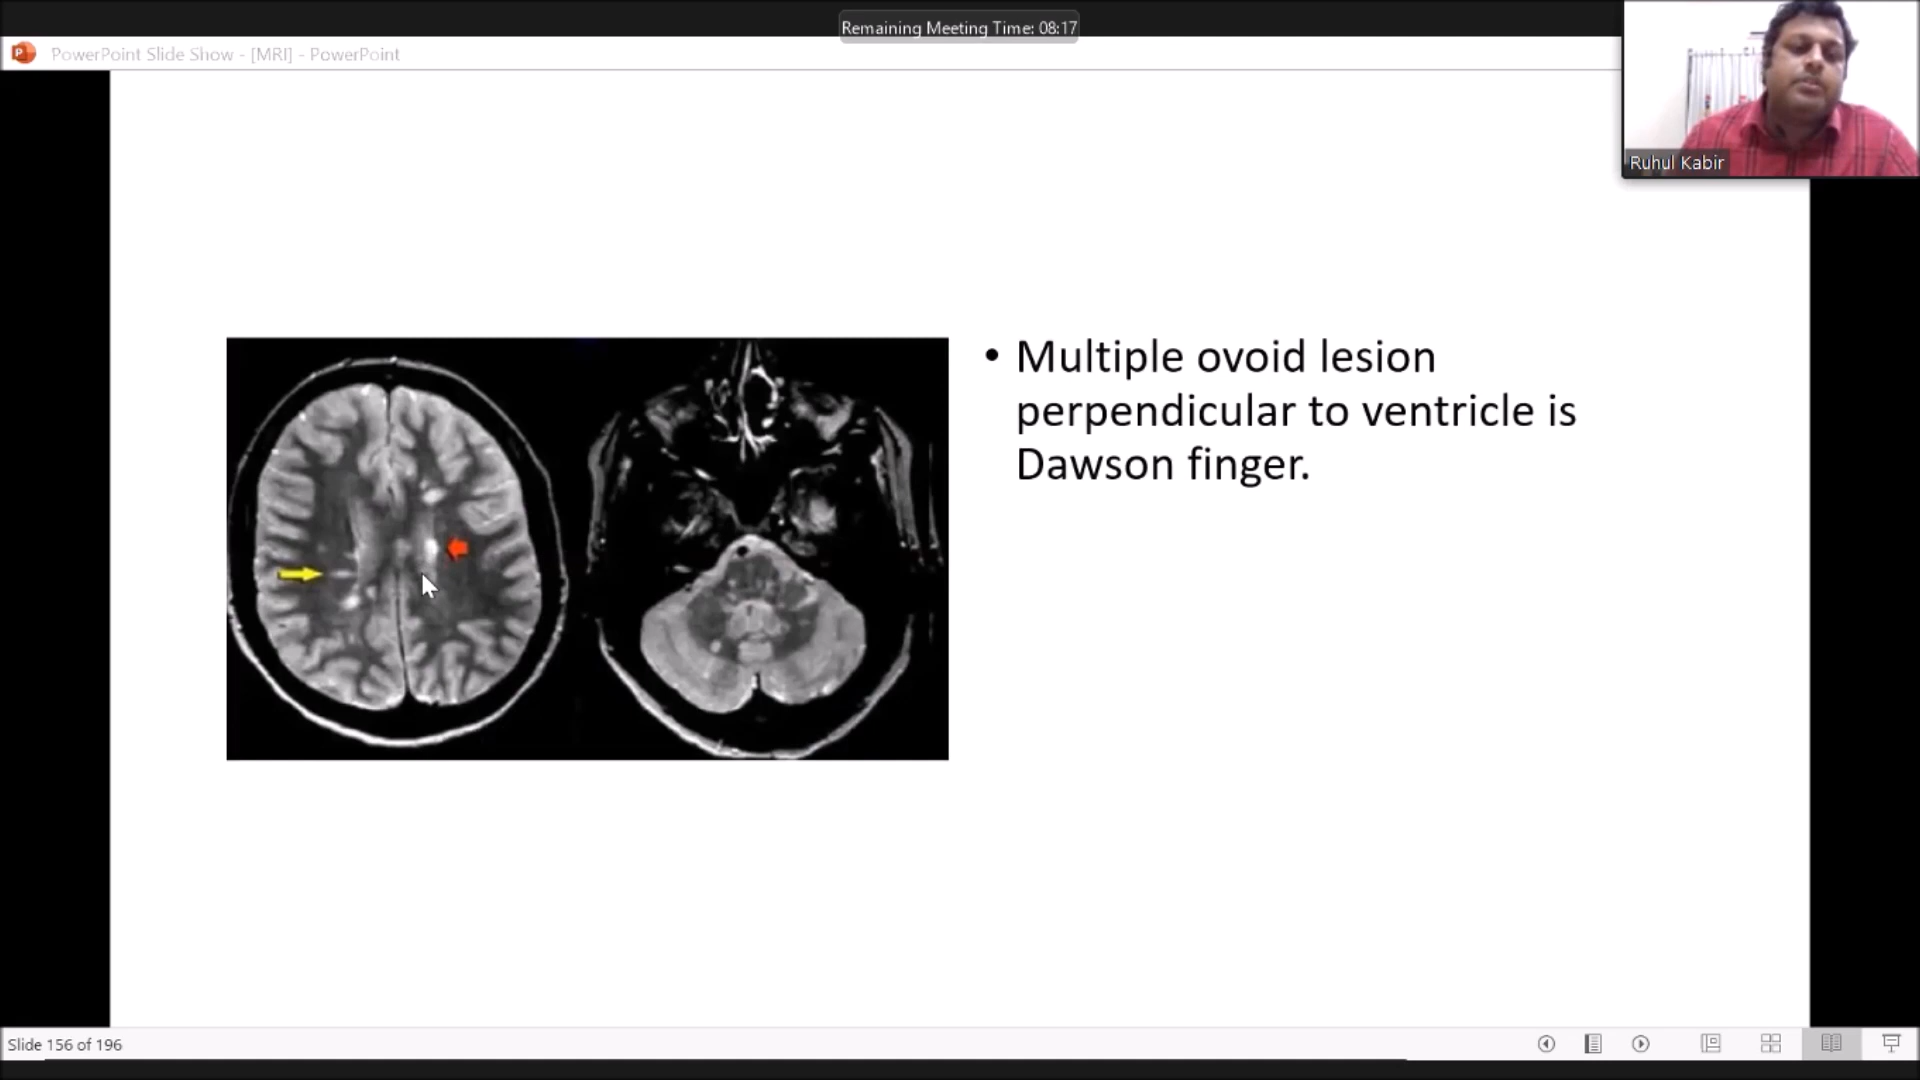 Remaining Meeting Time: 08:17
PowerPoint Slide Show - [MRI] - PowerPoint
Ruhul Kabir
• Multiple ovoid lesion
perpendicular to ventricle is
Dawson finger.
Slide 156 of 196